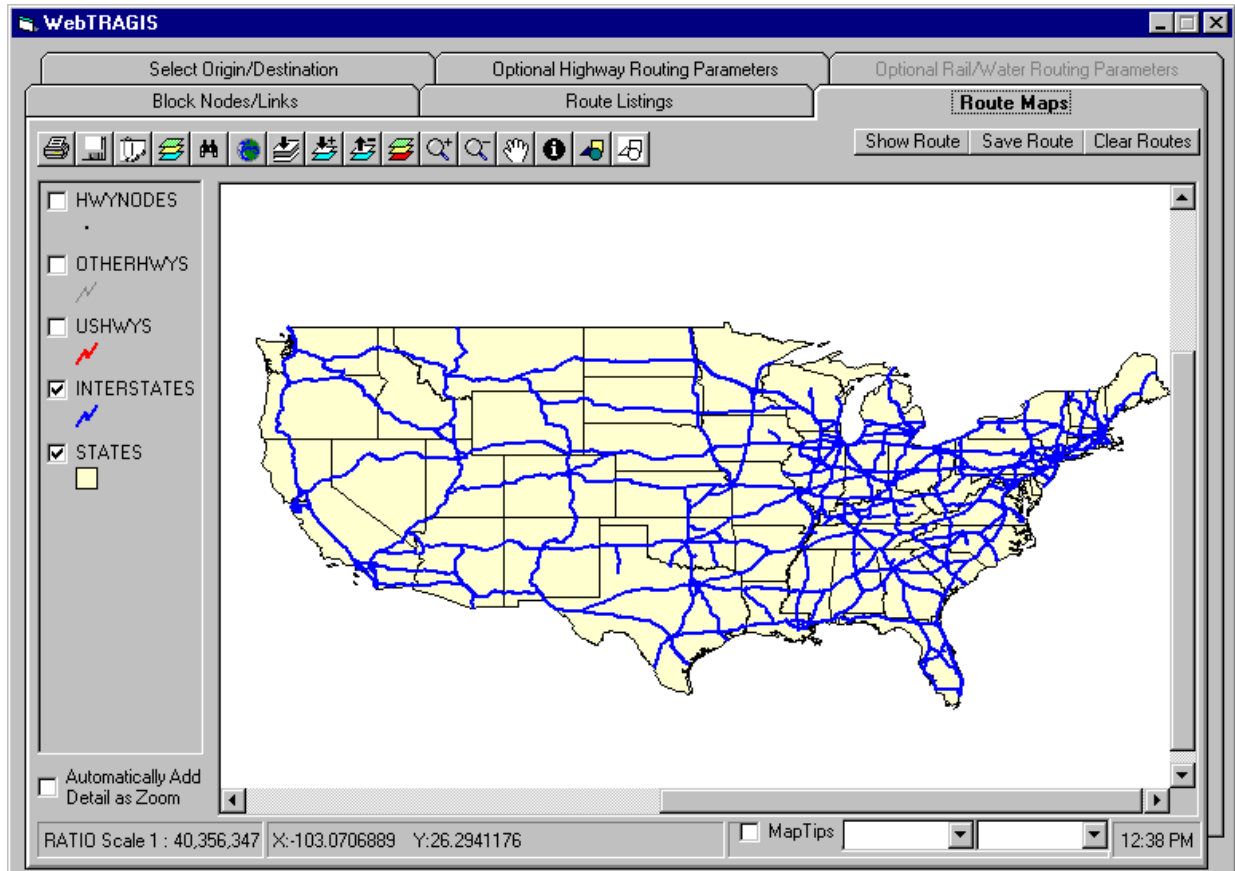 WebTRAGIS
Select Origin/Destination
Optional Highway Routing Parameters
Optional Rail/Water Routing Parameters
Block Nodes/Links
Route Listings
Route Maps
Show Route
Save Route
Clear Routes
HWYNODES
OTHERHWYS
USHWYS
INTERSTATES
STATES
Automatically Add
Detail as Zoom
RATIO Scale 1 : 40,356,347
X:-103.0706889 Y:26.2941176
MapTips
12:38 PM